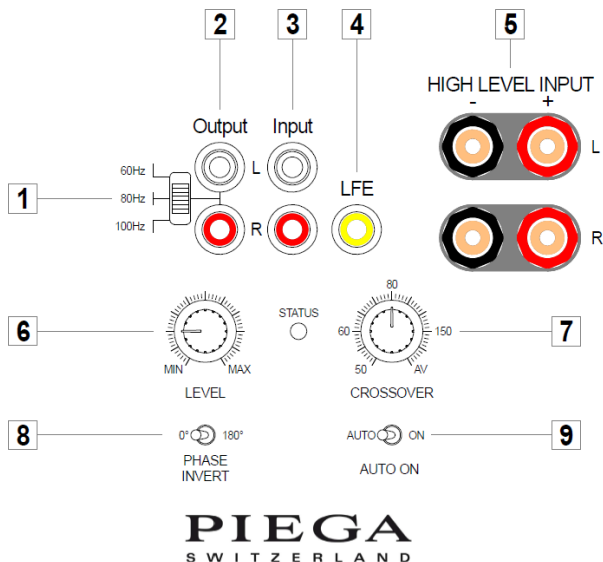 1
2
3
4
5
HIGH LEVEL INPUT
- +
Output Input
L
L
60Hz
80Hz
100Hz
LFE
R
R
6
STATUS
MIN MAX
LEVEL
80
60 150
50 AV
CROSSOVER
7
8
0° 180°
PHASE
INVERT
AUTO ON
AUTO ON
9
PIEGA
SWITZERLAND